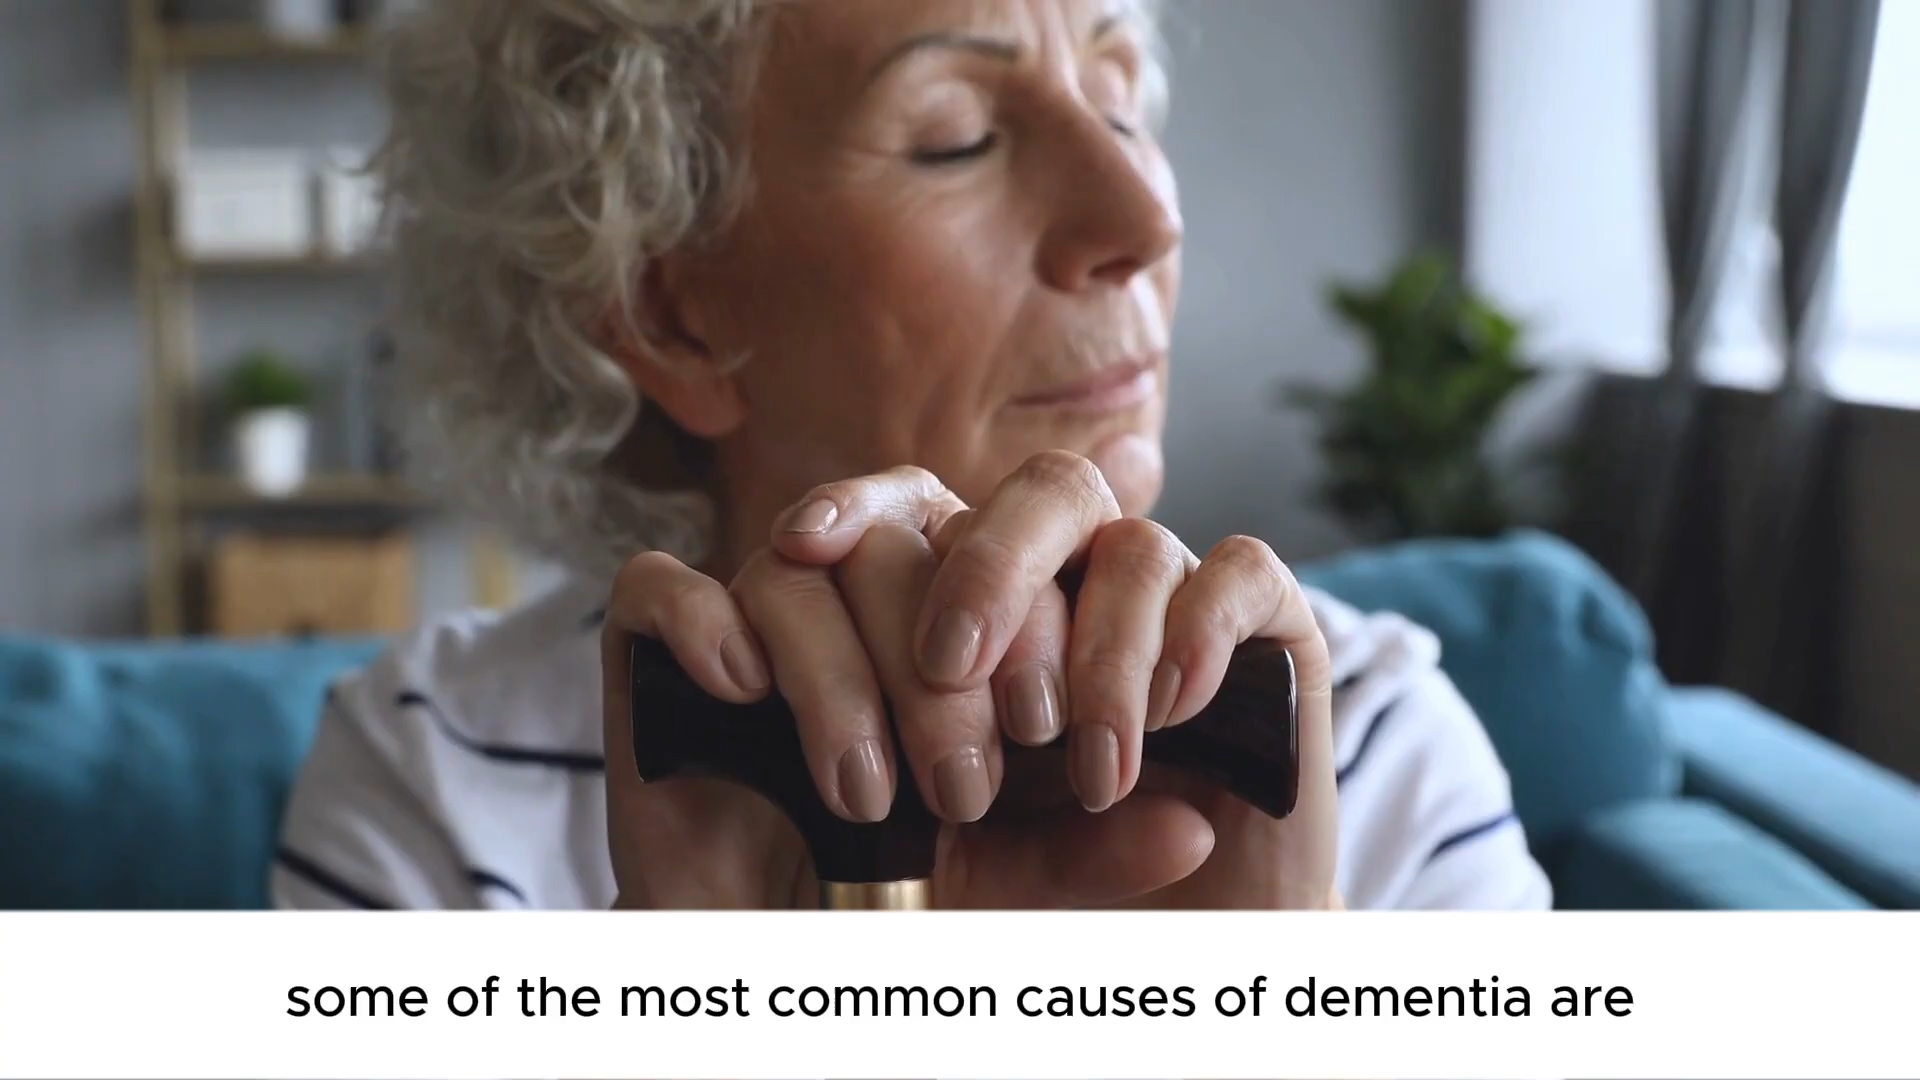 some of the most common causes of dementia are